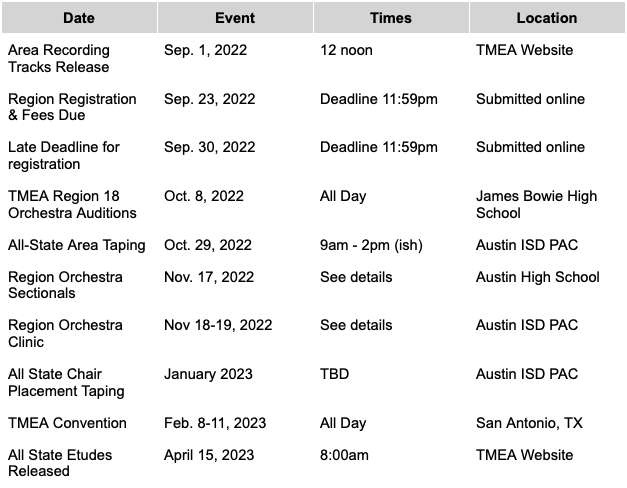 Date Event Times Location
Area Recording Sep. 1, 2022 12 noon TMEA Website
Tracks Release
Region Registration Sep. 23, 2022 Deadline 11:59pm Submitted online
& Fees Due
Late Deadline for Sep. 30, 2022 Deadline 11:59pm Submitted online
registration
TMEA Region 18 Oct. 8, 2022 All Day James Bowie High
Orchestra Auditions School
All-State Area Taping Oct. 29, 2022 9am - 2pm (ish) Austin ISD PAC
Region Orchestra Nov. 17, 2022 See details Austin High School
Sectionals
Region Orchestra Nov 18-19, 2022 See details Austin ISD PAC
Clinic
All State Chair January 2023 TBD Austin ISD PAC
Placement Taping
TMEA Convention Feb. 8-11, 2023 All Day San Antonio, TX
All State Etudes April 15, 2023 8:00am TMEA Website
Released